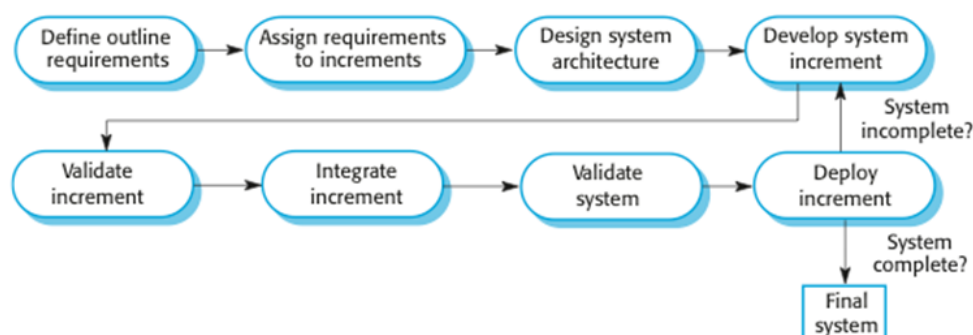 Define outline
requirements
Assign requirements
to increments
Design system
architecture
Develop system
increment
System
incomplete?
Validate
increment
Integrate
increment
Validate
system
Deploy
increment
System
complete?
Final
system